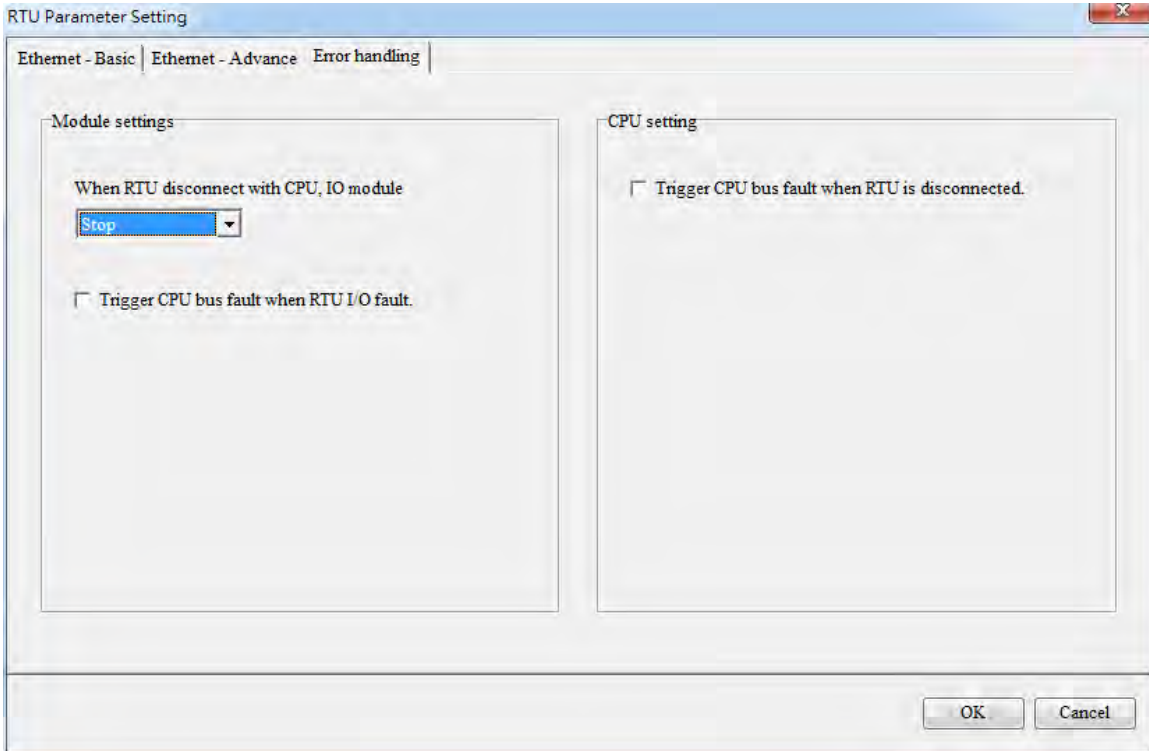 RTU Parameter Setting
Ethernet - Basic Ethernet - Advance Error handling
Module settings
When RTU disconnect with CPU, IO module
Stop
Trigger CPU bus fault when RTU I/O fault.
CPU setting
Trigger CPU bus fault when RTU is disconnected.
OK Cancel